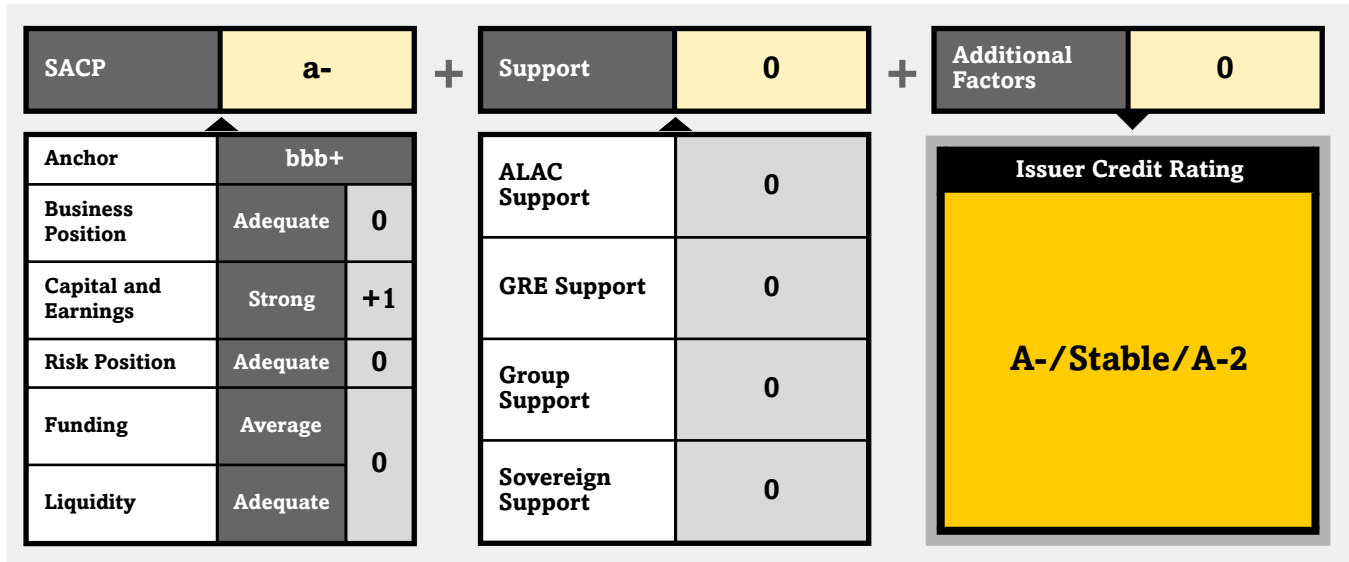 SACP
a-
+
Support
0
+
Additional
Factors
0
Anchor
bbb+
Business
Position
Adequate
0
Capital and
Earnings
Strong
+1
Risk Position
Adequate
0
Funding
Average
0
Liquidity
Adequate
ALAC
Support
0
GRE Support
0
Group
Support
0
Sovereign
Support
0
Issuer Credit Rating
A-/Stable/A-2